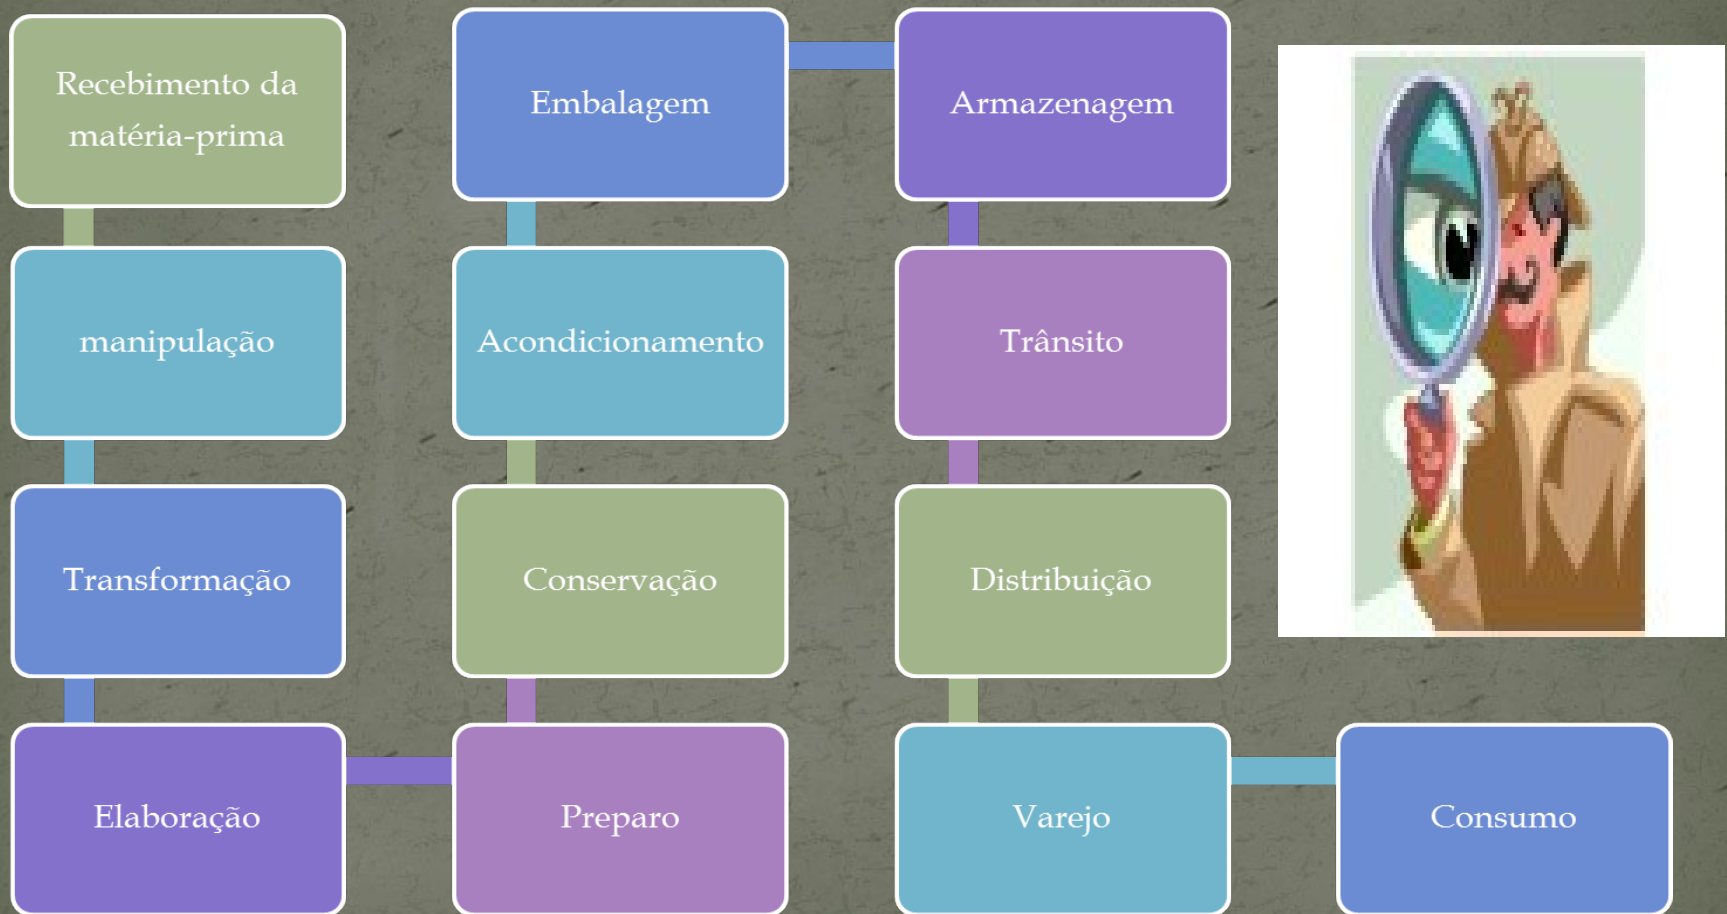 Recebimento da
matéria-prima
manipulação
Transformação
Elaboração
Preparo
Conservação
Acondicionamento
Embalagem
Armazenagem
Trânsito
Distribuição
Varejo
Consumo